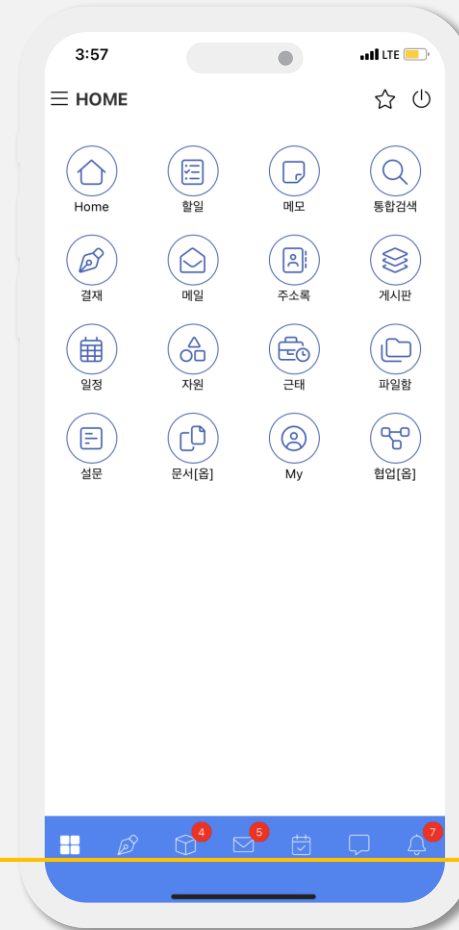 3:57
LTE
HOME
Home 할일 메모 통합검색
결재 메일 주소록 게시판
일정 자원 근태 파일함
설문 문서[옵] My 협업[옵]
4 5 7